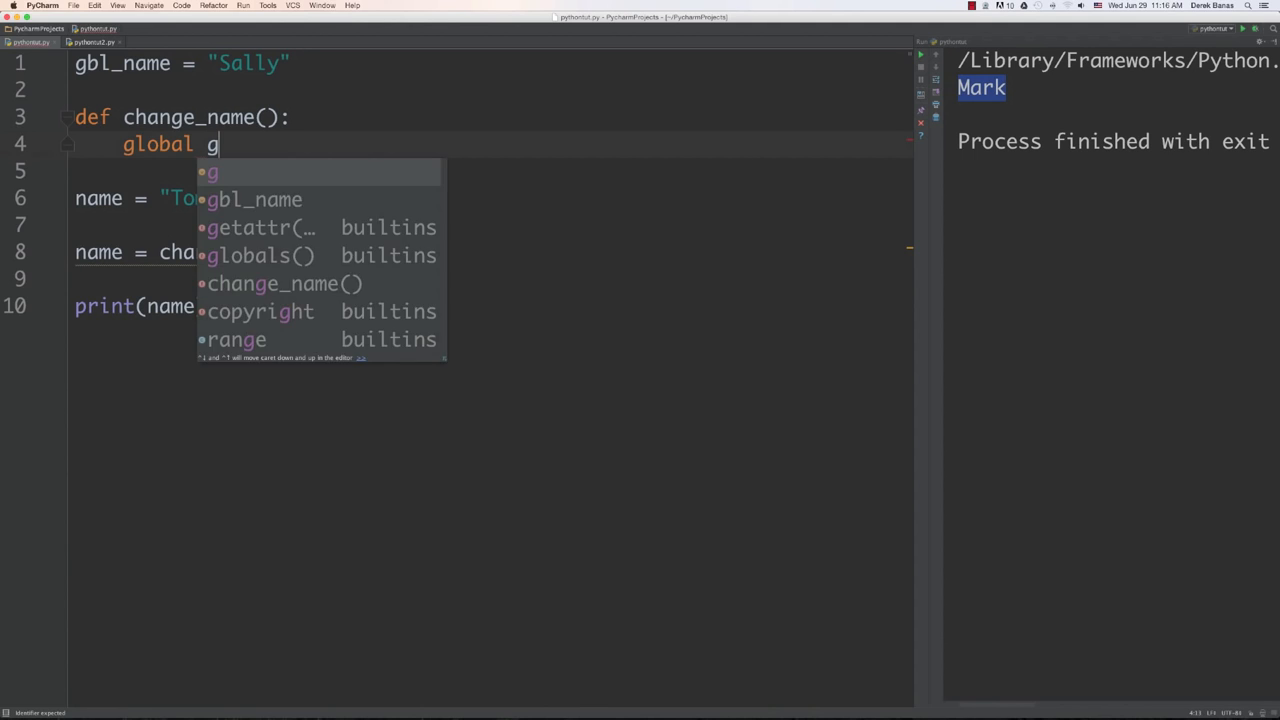 PyCharm File Edit View Navigate Code Refactor Run Tools VCS Window Help
10 Wed Jun 29 11:16 AM Derek Banas
pythontut.py - PycharmProjects - [~/PycharmProjects]
PycharmProjects pythontut.py
pythontut
pythontut.py pythontut2.py
Run pythontut
1 gbl_name = "Sally"
2
3 def change_name():
4 global g
5
6 name = "To
7
8 name = cha
9
10 print(name
g
gbl_name
getattr(… builtins
globals() builtins
change_name()
copyright builtins
range builtins
^↓ and ^↑ will move caret down and up in the editor >>
/Library/Frameworks/Python.
Mark
Process finished with exit
Identifier expected
4:13 LF÷ UTF-8÷